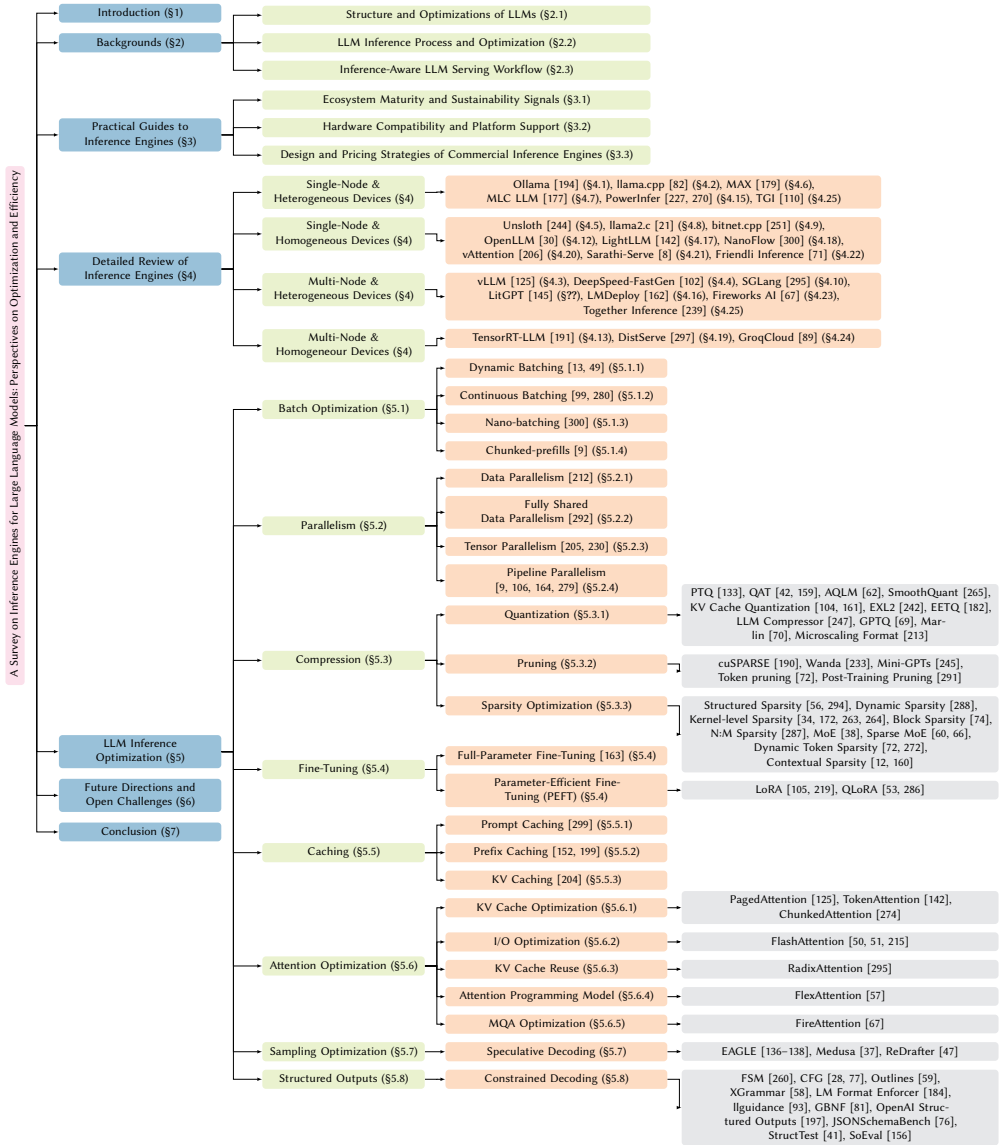 A Survey on Inference Engines for Large Language Models: Perspectives on Optimization and Efficiency
Introduction (§1)
Backgrounds (§2)
Structure and Optimizations of LLMs (§2.1)
LLM Inference Process and Optimization (§2.2)
Inference-Aware LLM Serving Workflow (§2.3)
Practical Guides to
Inference Engines (§3)
Ecosystem Maturity and Sustainability Signals (§3.1)
Hardware Compatibility and Platform Support (§3.2)
Design and Pricing Strategies of Commercial Inference Engines (§3.3)
Detailed Review of
Inference Engines (§4)
Single-Node &
Heterogeneous Devices (§4)
Ollama [194] (§4.1), llama.cpp [82] (§4.2), MAX [179] (§4.6),
MLC LLM [177] (§4.7), PowerInfer [227, 270] (§4.15), TGI [110] (§4.25)
Single-Node &
Homogeneous Devices (§4)
Unsloth [244] (§4.5), llama2.c [21] (§4.8), bitnet.cpp [251] (§4.9),
OpenLLM [30] (§4.12), LightLLM [142] (§4.17), NanoFlow [300] (§4.18),
vAttention [206] (§4.20), Sarathi-Serve [8] (§4.21), Friendli Inference [71] (§4.22)
Multi-Node &
Heterogeneous Devices (§4)
vLLM [125] (§4.3), DeepSpeed-FastGen [102] (§4.4), SGLang [295] (§4.10),
LitGPT [145] (§??), LMDeploy [162] (§4.16), Fireworks AI [67] (§4.23),
Together Inference [239] (§4.25)
Multi-Node &
Homogeneour Devices (§4)
TensorRT-LLM [191] (§4.13), DistServe [297] (§4.19), GroqCloud [89] (§4.24)
LLM Inference
Optimization (§5)
Batch Optimization (§5.1)
Dynamic Batching [13, 49] (§5.1.1)
Continuous Batching [99, 280] (§5.1.2)
Nano-batching [300] (§5.1.3)
Chunked-prefills [9] (§5.1.4)
Parallelism (§5.2)
Data Parallelism [212] (§5.2.1)
Fully Shared
Data Parallelism [292] (§5.2.2)
Tensor Parallelism [205, 230] (§5.2.3)
Pipeline Parallelism
[9, 106, 164, 279] (§5.2.4)
Compression (§5.3)
Quantization (§5.3.1)
PTQ [133], QAT [42, 159], AQLM [62], SmoothQuant [265],
KV Cache Quantization [104, 161], EXL2 [242], EETQ [182],
LLM Compressor [247], GPTQ [69], Mar-
lin [70], Microscaling Format [213]
Pruning (§5.3.2)
cuSPARSE [190], Wanda [233], Mini-GPTs [245],
Token pruning [72], Post-Training Pruning [291]
Sparsity Optimization (§5.3.3)
Structured Sparsity [56, 294], Dynamic Sparsity [288],
Kernel-level Sparsity [34, 172, 263, 264], Block Sparsity [74],
N:M Sparsity [287], MoE [38], Sparse MoE [60, 66],
Dynamic Token Sparsity [72, 272],
Contextual Sparsity [12, 160]
Fine-Tuning (§5.4)
Full-Parameter Fine-Tuning [163] (§5.4)
Parameter-Efficient Fine-
Tuning (PEFT) (§5.4)
LoRA [105, 219], QLoRA [53, 286]
Caching (§5.5)
Prompt Caching [299] (§5.5.1)
Prefix Caching [152, 199] (§5.5.2)
KV Caching [204] (§5.5.3)
Attention Optimization (§5.6)
KV Cache Optimization (§5.6.1)
PagedAttention [125], TokenAttention [142],
ChunkedAttention [274]
I/O Optimization (§5.6.2)
FlashAttention [50, 51, 215]
KV Cache Reuse (§5.6.3)
RadixAttention [295]
Attention Programming Model (§5.6.4)
FlexAttention [57]
MQA Optimization (§5.6.5)
FireAttention [67]
Sampling Optimization (§5.7)
Speculative Decoding (§5.7)
EAGLE [136–138], Medusa [37], ReDrafter [47]
Structured Outputs (§5.8)
Constrained Decoding (§5.8)
FSM [260], CFG [28, 77], Outlines [59],
XGrammar [58], LM Format Enforcer [184],
llguidance [93], GBNF [81], OpenAI Struc-
tured Outputs [197], JSONSchemaBench [76],
StructTest [41], SoEval [156]
Future Directions and
Open Challenges (§6)
Conclusion (§7)